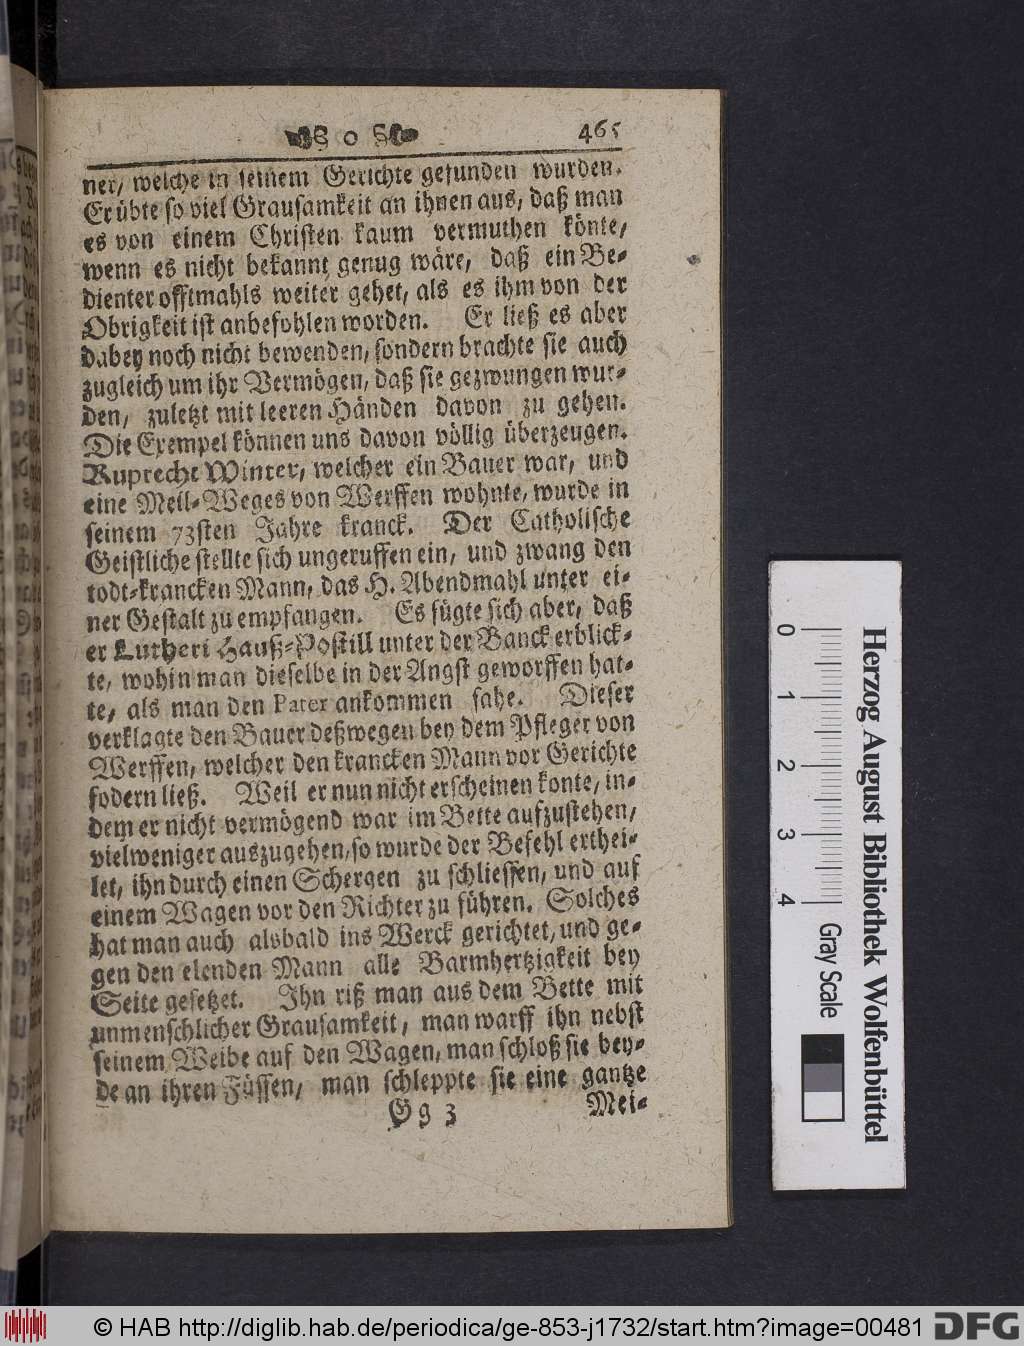 o 465
ner, welche in seinem Gerichte gefunden wurden.
Er übte so viel Grausamkeit an ihnen aus, daß man
es von einem Christen kaum vermuthen könte,
wenn es nicht bekannt genug wäre, daß ein Be-
dienter offtmahls weiter gehet, als es ihm von der
Obrigkeit ist anbefohlen worden. Er ließ es aber
dabey noch nicht bewenden, sondern brachte sie auch
zugleich um ihr Vermögen, daß sie gezwungen wur-
den, zuletzt mit leeren Händen davon zu gehen.
Die Exempel können uns davon völlig überzeugen.
Ruprecht Winter, welcher ein Bauer war, und
eine Meil-Weges von Werffen wohnte, wurde in
seinem 73sten Jahre kranck. Der Catholische
Geistliche stellte sich ungeruffen ein, und zwang den
todt-krancken Mann, das H. Abendmahl unter ei-
ner Gestalt zu empfangen. Es fügte sich aber, daß
er Lutheri Hauß-Postill unter der Banck erblick-
te, wohin man dieselbe in der Angst geworffen hat-
te, als man den Pater ankommen sahe. Dieser
verklagte den Bauer deßwegen bey dem Pfleger von
Werffen, welcher den krancken Mann vor Gerichte
fodern ließ. Weil er nun nicht erscheinen konte, in-
dem er nicht vermögend war im Bette aufzustehen,
vielweniger auszugehen, so wurde der Befehl erthei-
let, ihn durch einen Schergen zu schliessen, und auf
einem Wagen vor den Richter zu führen. Solches
hat man auch alsbald ins Werck gerichtet, und ge-
gen den elenden Mann alle Barmhertzigkeit bey
Seite gesetzet. Ihn riß man aus dem Bette mit
unmenschlicher Grausamkeit, man warff ihn nebst
seinem Weibe auf den Wagen, man schloß sie bey-
de an ihren Füssen, man schleppte sie eine gantze
Gg 3 Mei-
0 1 2 3 4
Herzog August Bibliothek Wolfenbüttel
Gray Scale
© HAB http://diglib.hab.de/periodica/ge-853-j1732/start.htm?image=00481
DFG